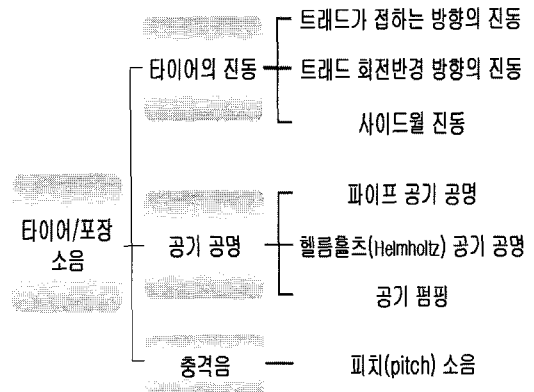 트래드가 접하는 방향의 진동
타이어의 진동
트래드 회전반경 방향의 진동
사이드월 진동
타이어/포장
소음
파이프 공기 공명
공기 공명
헬름홀츠(Helmholtz) 공기 공명
공기 펌핑
충격음
피치(pitch) 소음